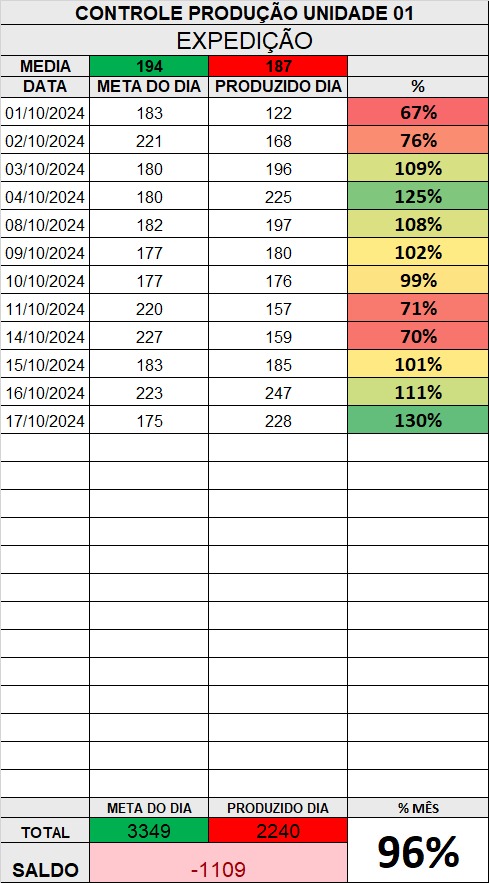 CONTROLE PRODUÇÃO UNIDADE 01
EXPEDIÇÃO
MEDIA 194 187
DATA META DO DIA PRODUZIDO DIA %
01/10/2024 183 122 67%
02/10/2024 221 168 76%
03/10/2024 180 196 109%
04/10/2024 180 225 125%
08/10/2024 182 197 108%
09/10/2024 177 180 102%
10/10/2024 177 176 99%
11/10/2024 220 157 71%
14/10/2024 227 159 70%
15/10/2024 183 185 101%
16/10/2024 223 247 111%
17/10/2024 175 228 130%
META DO DIA PRODUZIDO DIA % MÊS
TOTAL 3349 2240 96%
SALDO -1109